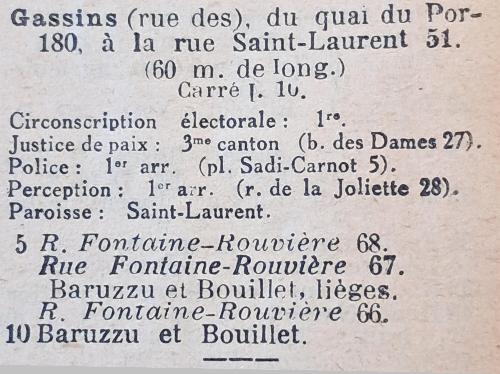 Gassins (rue des), du quai du Por-
180, à la rue Saint-Laurent 51.
(60 m. de long.)
Carré J. 10.
Circonscription électorale : 1re.
Justice de paix : 3me canton (b. des Dames 27).
Police : 1er arr. (pl. Sadi-Carnot 5).
Perception : 1er arr. (r. de la Joliette 28).
Paroisse : Saint-Laurent.
5 R. Fontaine-Rouvière 68.
Rue Fontaine-Rouvière 67.
Baruzzu et Bouillet, lièges.
R. Fontaine-Rouvière 66.
10 Baruzzu et Bouillet.